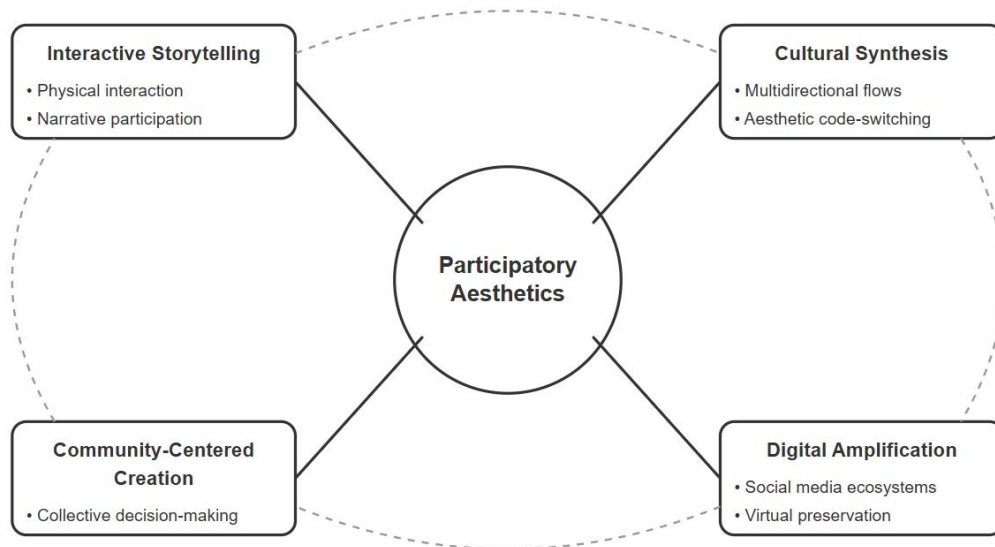 Interactive Storytelling
• Physical interaction
• Narrative participation
Cultural Synthesis
• Multidirectional flows
• Aesthetic code-switching
Participatory
Aesthetics
Community-Centered
Creation
• Collective decision-making
Digital Amplification
• Social media ecosystems
• Virtual preservation